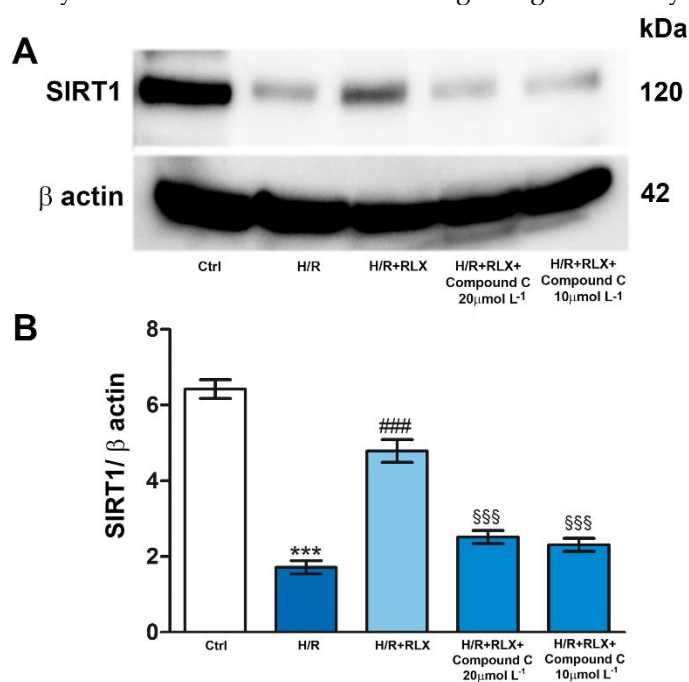 kDa
A
SIRT1
120
β actin
42
Ctrl
H/R
H/R+RLX
H/R+RLX+
Compound C
20μmol L-1
H/R+RLX+
Compound C
10μmol L-1
B
SIRT1/ β actin
8
6
4
2
0
***
###
§§§
§§§
Ctrl
H/R
H/R+RLX
H/R+RLX+
Compound C
20μmol L-1
H/R+RLX+
Compound C
10μmol L-1